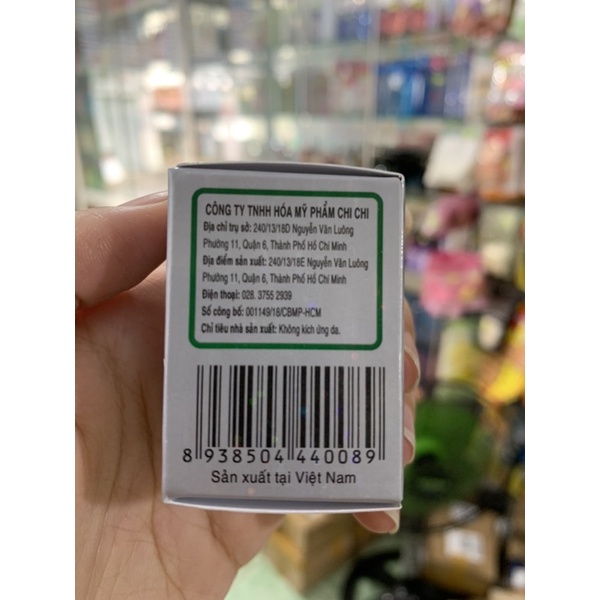 CÔNG TY TNHH HÓA MỸ PHẨM CHI CHI
Địa chỉ trụ sở: 240/13/18D Nguyễn Văn Luông
Phường 11, Quận 6, Thành Phố Hồ Chí Minh
Địa điểm sản xuất: 240/13/18E Nguyễn Văn Luông
Phường 11, Quận 6, Thành Phố Hồ Chí Minh
Điện thoại: 028. 3755 2939
Số công bố: 001149/18/CBMP-HCM
Chỉ tiêu nhà sản xuất: Không kích ứng da.
8 938504 440089
Sản xuất tại Việt Nam